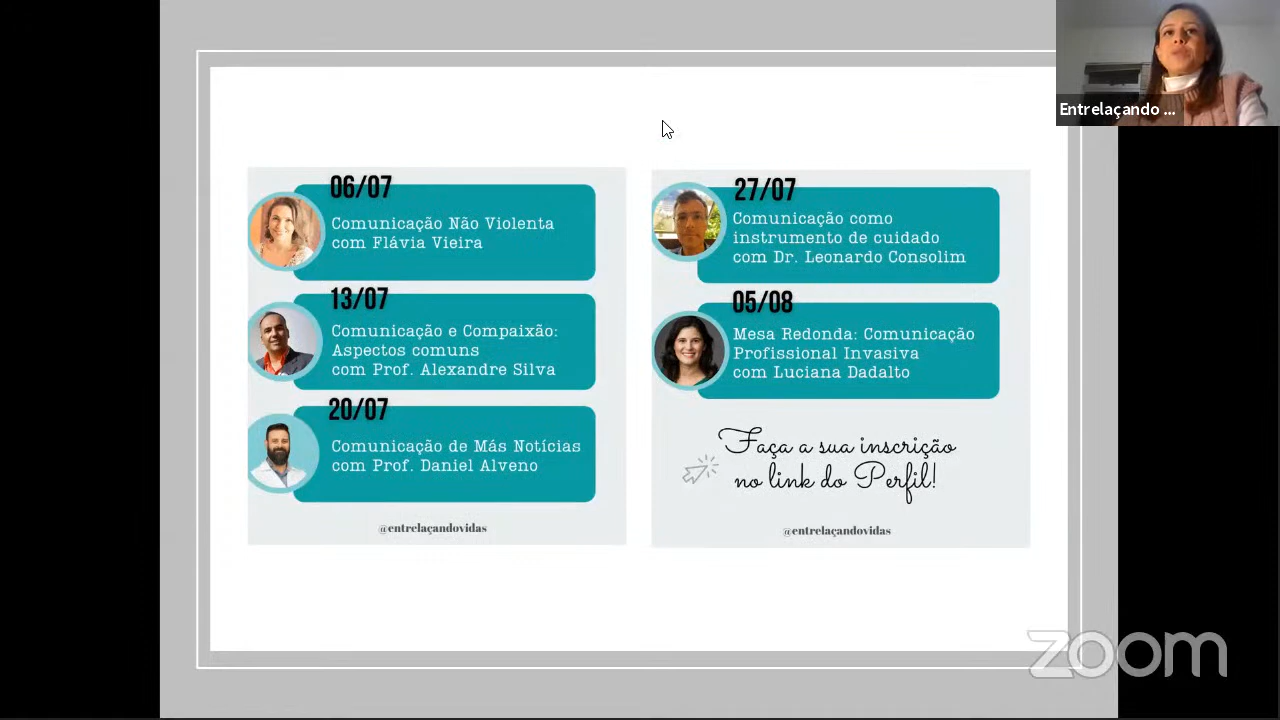 Entrelaçando ...
06/07
Comunicação Não Violenta
com Flávia Vieira
13/07
Comunicação e Compaixão:
Aspectos comuns
com Prof. Alexandre Silva
20/07
Comunicação de Más Notícias
com Prof. Daniel Alveno
@entrelaçandovidas
27/07
Comunicação como
instrumento de cuidado
com Dr. Leonardo Consolim
05/08
Mesa Redonda: Comunicação
Profissional Invasiva
com Luciana Dadalto
Faça a sua inscrição
no link do Perfil!
@entrelaçandovidas
zoom